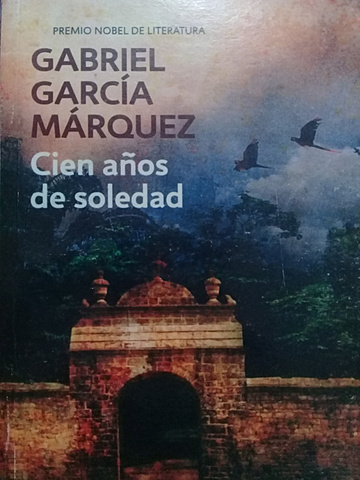 PREMIO NOBEL DE LITERATURA
GABRIEL
GARCÍA
MÁRQUEZ
Cien años
de soledad